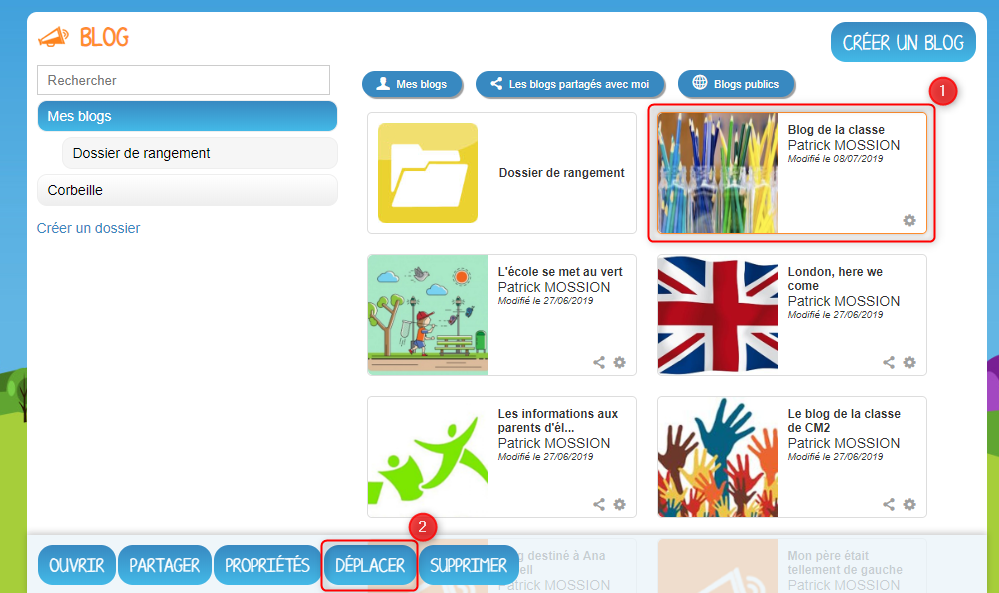 BLOG
CRÉER UN BLOG
Rechercher
Mes blogs
Les blogs partagés avec moi
Blogs publics
1
Mes blogs
Dossier de rangement
Corbeille
Créer un dossier
Dossier de rangement
Blog de la classe
Patrick MOSSION
Modifié le 08/07/2019
L'école se met au vert
Patrick MOSSION
Modifié le 27/06/2019
London, here we
come
Patrick MOSSION
Modifié le 27/06/2019
Les informations aux
parents d'él...
Patrick MOSSION
Modifié le 27/06/2019
Le blog de la classe
de CM2
Patrick MOSSION
Modifié le 27/06/2019
2
OUVRIR
PARTAGER
PROPRIÉTÉS
DÉPLACER
SUPPRIMER
destiné à Ana
Patrick MOSSION
Mon père était
tellement de gauche
Patrick MOSSION